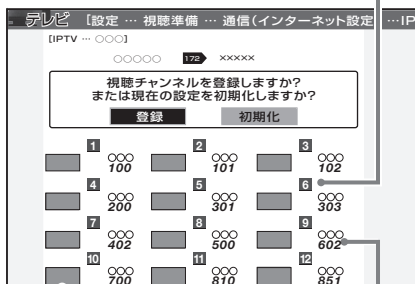 テレビ [設定 … 視聴準備 … 通信(インターネット設定) …IP
[IPTV … ○○○]
○○○○○ 172 ×××××
視聴チャンネルを登録しますか?
または現在の設定を初期化しますか?
登録 初期化
1 2 3
○○○ ○○○ ○○○
100 101 102
4 5 6
○○○ ○○○ ○○○
200 301 303
7 8 9
○○○ ○○○ ○○○
402 500 602
10 11 12
○○○ ○○○ ○○○
700 810 851